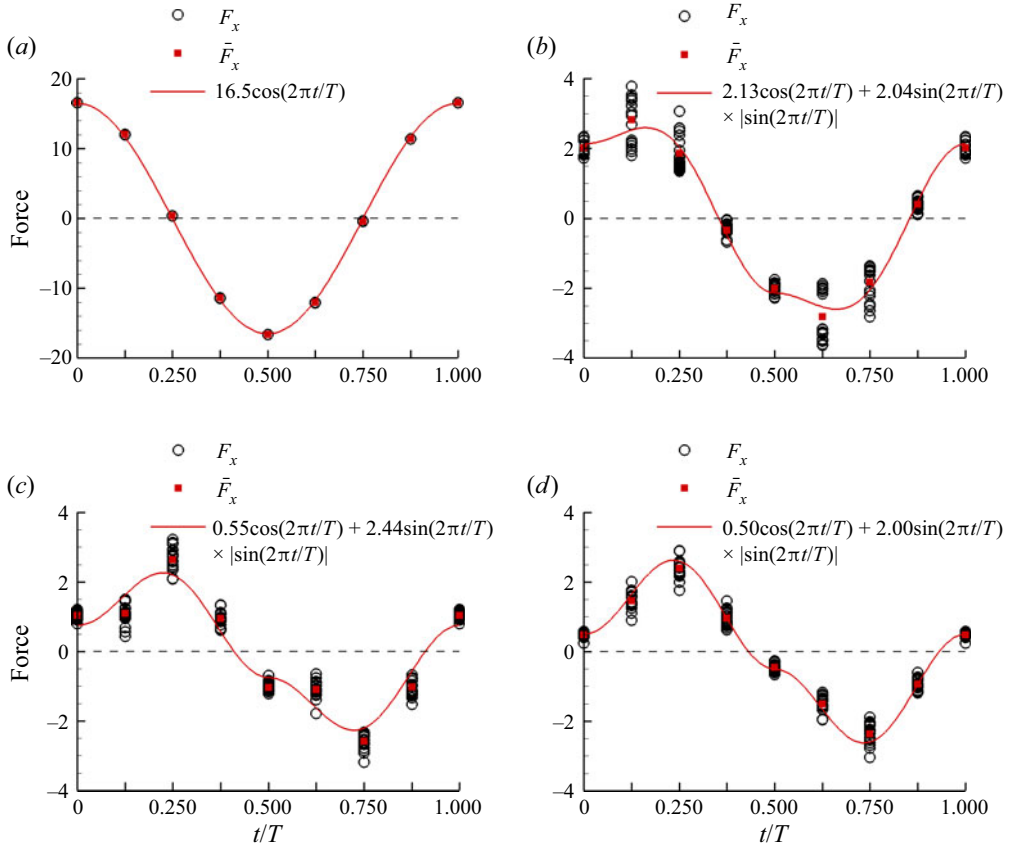 (a)
F_x
F̄_x
16.5cos(2πt/T)
20
10
0
–10
–20
Force
0 0.250 0.500 0.750 1.000
(b)
F_x
F̄_x
2.13cos(2πt/T) + 2.04sin(2πt/T)
× |sin(2πt/T)|
4
2
0
–2
–4
0 0.250 0.500 0.750 1.000
(c)
F_x
F̄_x
0.55cos(2πt/T) + 2.44sin(2πt/T)
× |sin(2πt/T)|
4
2
0
–2
–4
Force
0 0.250 0.500 0.750 1.000
t/T
(d)
F_x
F̄_x
0.50cos(2πt/T) + 2.00sin(2πt/T)
× |sin(2πt/T)|
4
2
0
–2
–4
0 0.250 0.500 0.750 1.000
t/T